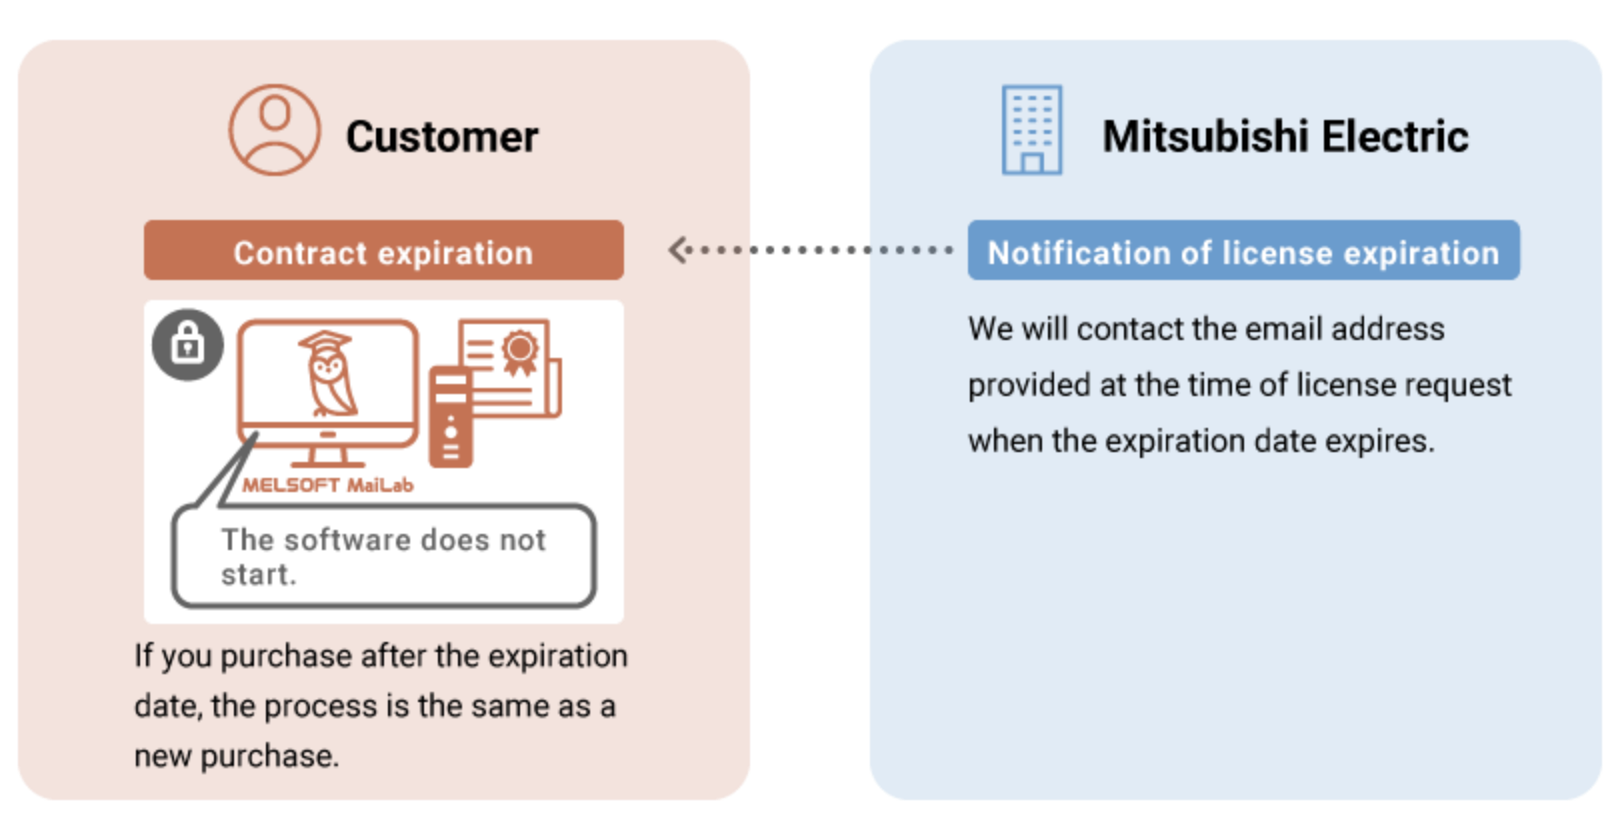 Customer
Contract expiration
MELSOFT MaiLab
The software does not
start.
If you purchase after the expiration
date, the process is the same as a
new purchase.
Mitsubishi Electric
Notification of license expiration
We will contact the email address
provided at the time of license request
when the expiration date expires.